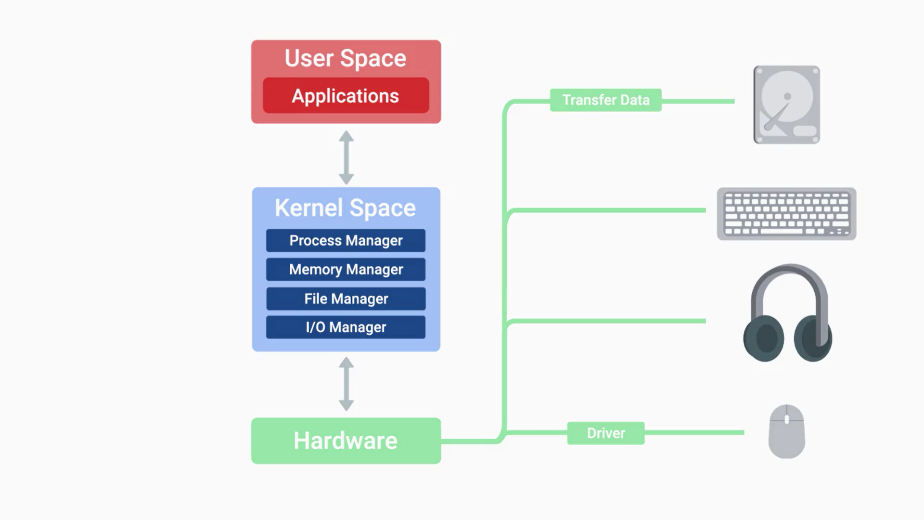 User Space
Applications
Kernel Space
Process Manager
Memory Manager
File Manager
I/O Manager
Hardware
Transfer Data
Driver